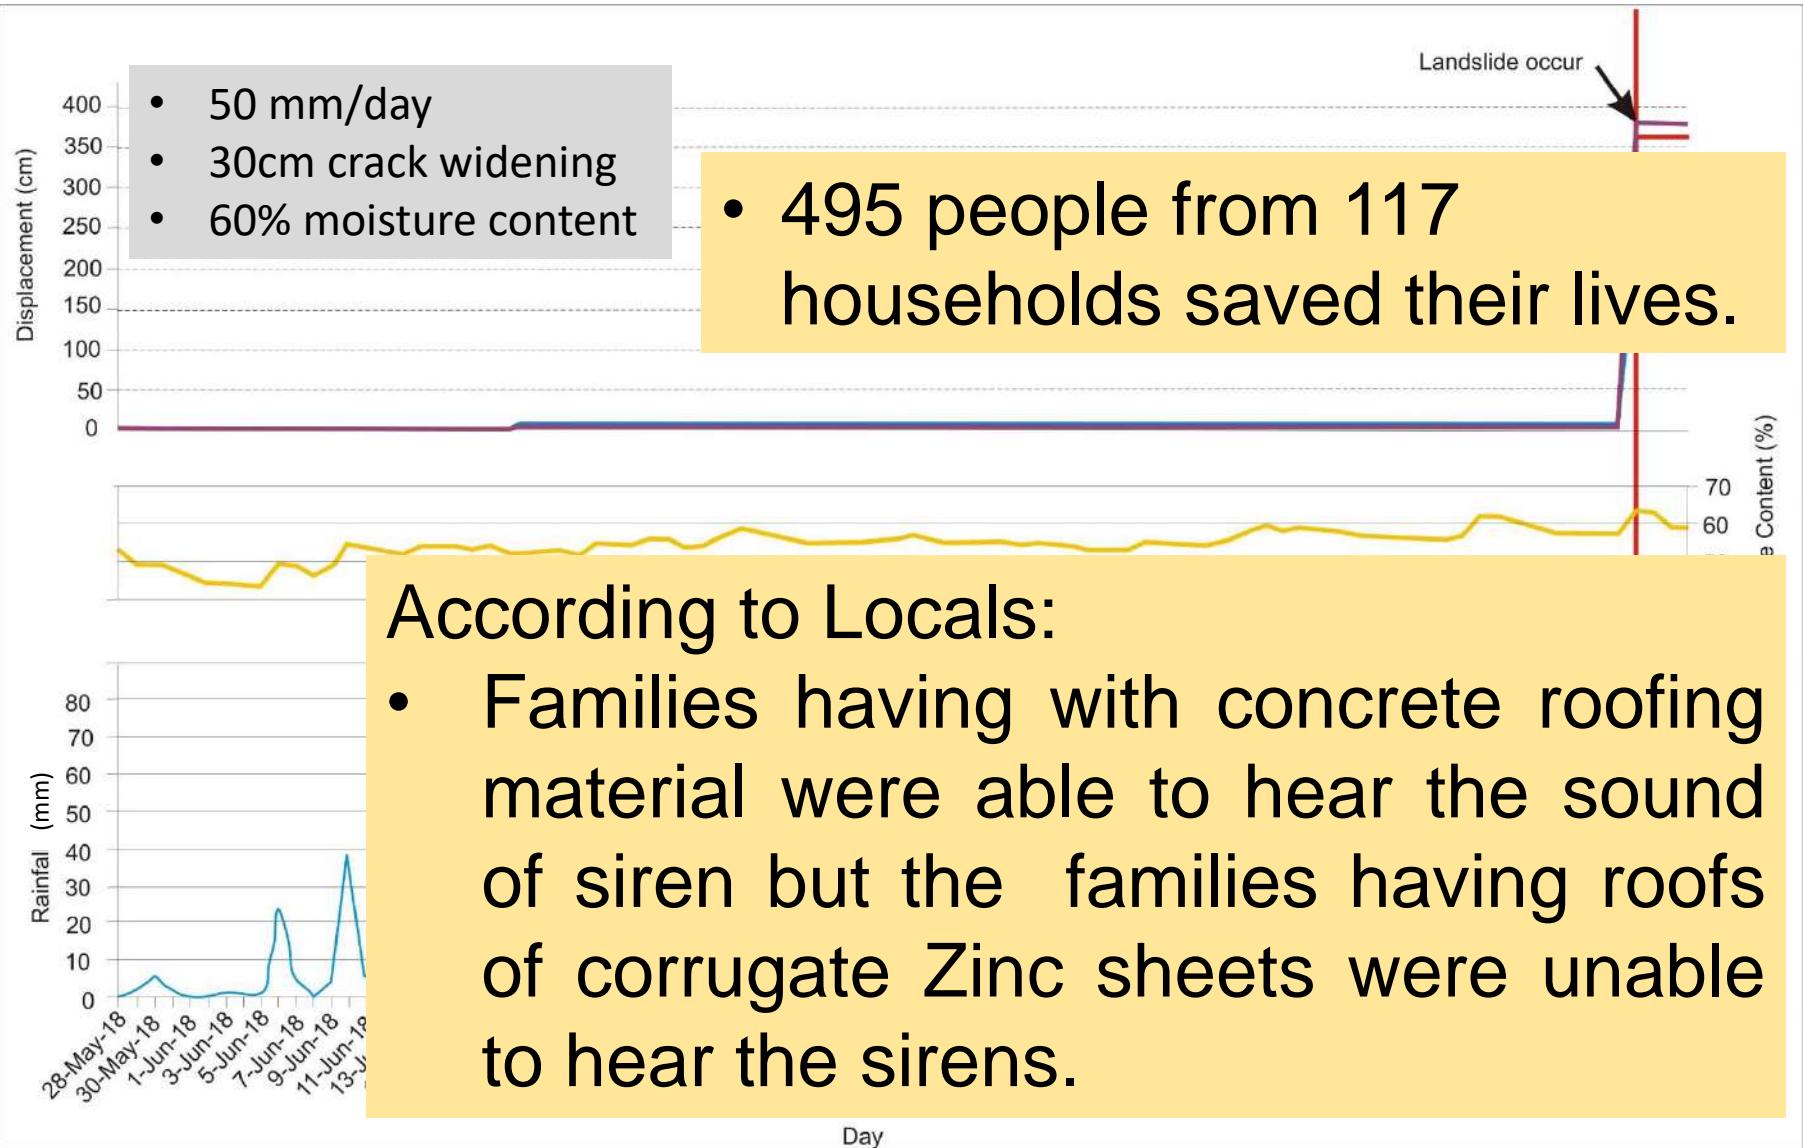 Landslide occur
• 50 mm/day
• 30cm crack widening
• 60% moisture content
• 495 people from 117
households saved their lives.
Displacement (cm)
400
350
300
250
200
150
100
50
0
70
60
e Content (%)
According to Locals:
• Families having with concrete roofing
material were able to hear the sound
of siren but the families having roofs
of corrugate Zinc sheets were unable
to hear the sirens.
Rainfal (mm)
80
70
60
50
40
30
20
10
0
28-May-18
30-May-18
1-Jun-18
3-Jun-18
5-Jun-18
7-Jun-18
9-Jun-18
11-Jun-18
Day